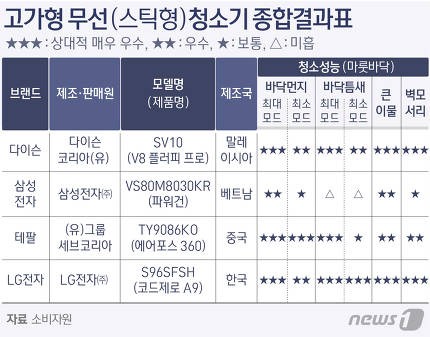 고가형 무선(스틱형) 청소기 종합결과표
★★★ : 상대적 매우 우수, ★★ : 우수, ★ : 보통, △ : 미흡
브랜드 제조·판매원 모델명 (제품명) 제조국 청소성능(마룻바닥)
바닥먼지 바닥틈새 큰 이물 벽모서리
최대모드 최소모드 최대모드 최소모드
다이슨 다이슨 코리아(유) SV10 (V8 플러피 프로) 말레이시아 ★★★ ★★ ★★★ ★★ ★★★ ★★★
삼성전자 삼성전자㈜ VS80M8030KR (파워건) 베트남 ★★ ★ △ △ ★★ ★
테팔 (유)그룹 세브코리아 TY9086KO (에어포스 360) 중국 ★★★ ★★★ ★★★ ★ ★★ ★★
LG전자 LG전자㈜ S96SFSH (코드제로 A9) 한국 ★★★ ★★ ★★★ ★★ ★★★ ★★★
자료 소비자원
news1